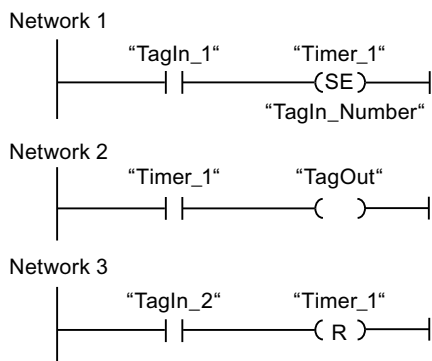 Network 1
“TagIn_1“ “Timer_1“
SE
“TagIn_Number“
Network 2
“Timer_1“ “TagOut“
Network 3
“TagIn_2“ “Timer_1“
R